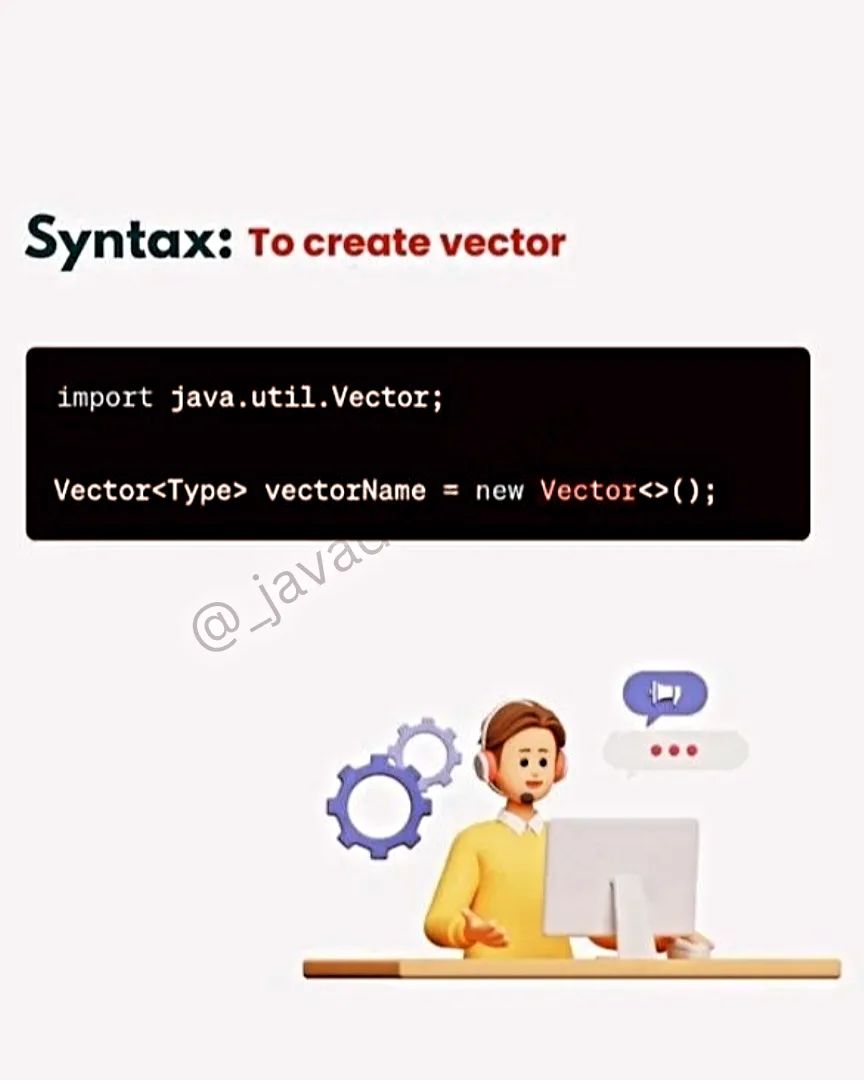 Syntax: To create vector
import java.util.Vector;
Vector<Type> vectorName = new Vector<>();